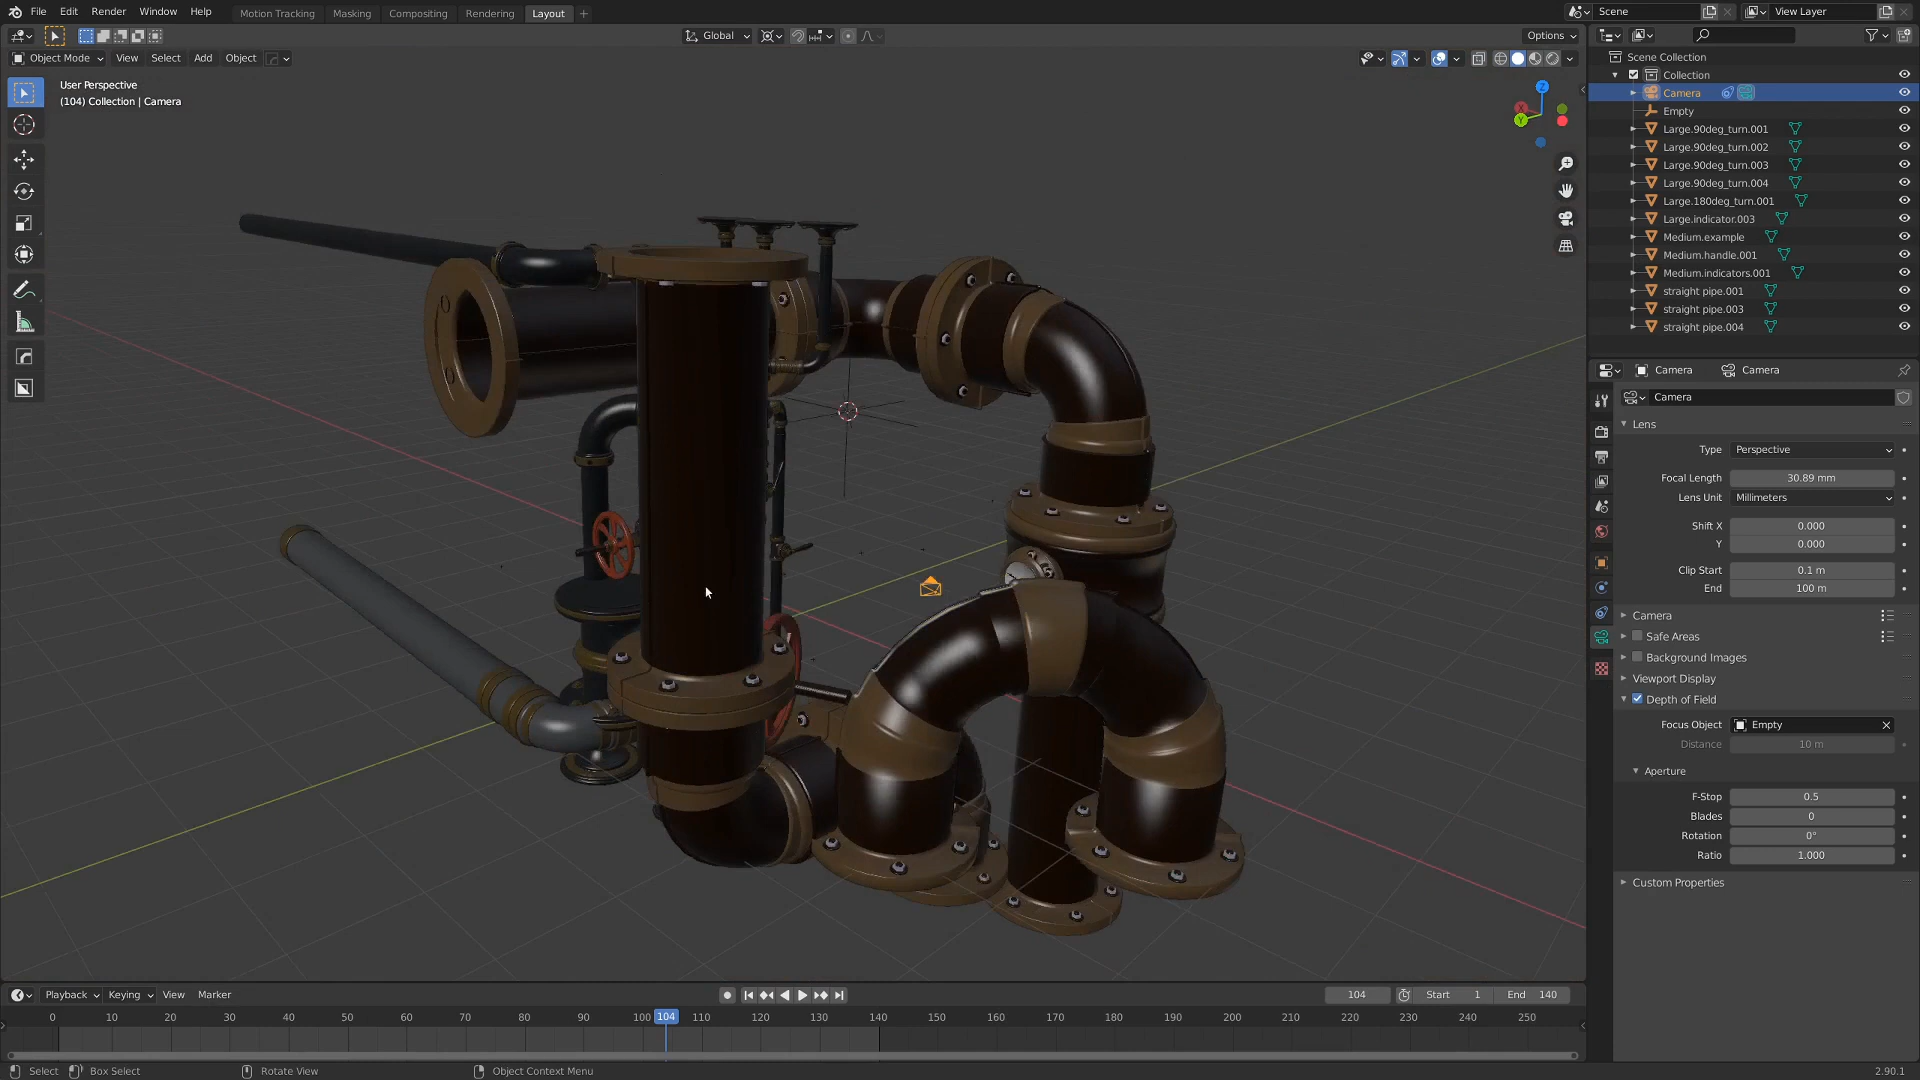 File Edit Render Window Help Motion Tracking Masking Compositing Rendering Layout Scene View Layer
Global Options
Object Mode View Select Add Object
User Perspective
(104) Collection | Camera
Z
Y
Scene Collection
Collection
Camera
Empty
Large.90deg_turn.001
Large.90deg_turn.002
Large.90deg_turn.003
Large.90deg_turn.004
Large.180deg_turn.001
Large.indicator.003
Medium.example
Medium.handle.001
Medium.indicators.001
straight pipe.001
straight pipe.003
straight pipe.004
Camera Camera
Camera
Lens
Type Perspective
Focal Length 30.89 mm
Lens Unit Millimeters
Shift X 0.000
Y 0.000
Clip Start 0.1 m
End 100 m
Camera
Safe Areas
Background Images
Viewport Display
Depth of Field
Focus Object Empty
Distance 10 m
Aperture
F-Stop 0.5
Blades 0
Rotation 0°
Ratio 1.000
Custom Properties
Playback Keying View Marker 104 Start 1 End 140
0 10 20 30 40 50 60 70 80 90 100 104 110 120 130 140 150 160 170 180 190 200 210 220 230 240 250
Select Box Select Rotate View Object Context Menu 2.90.1